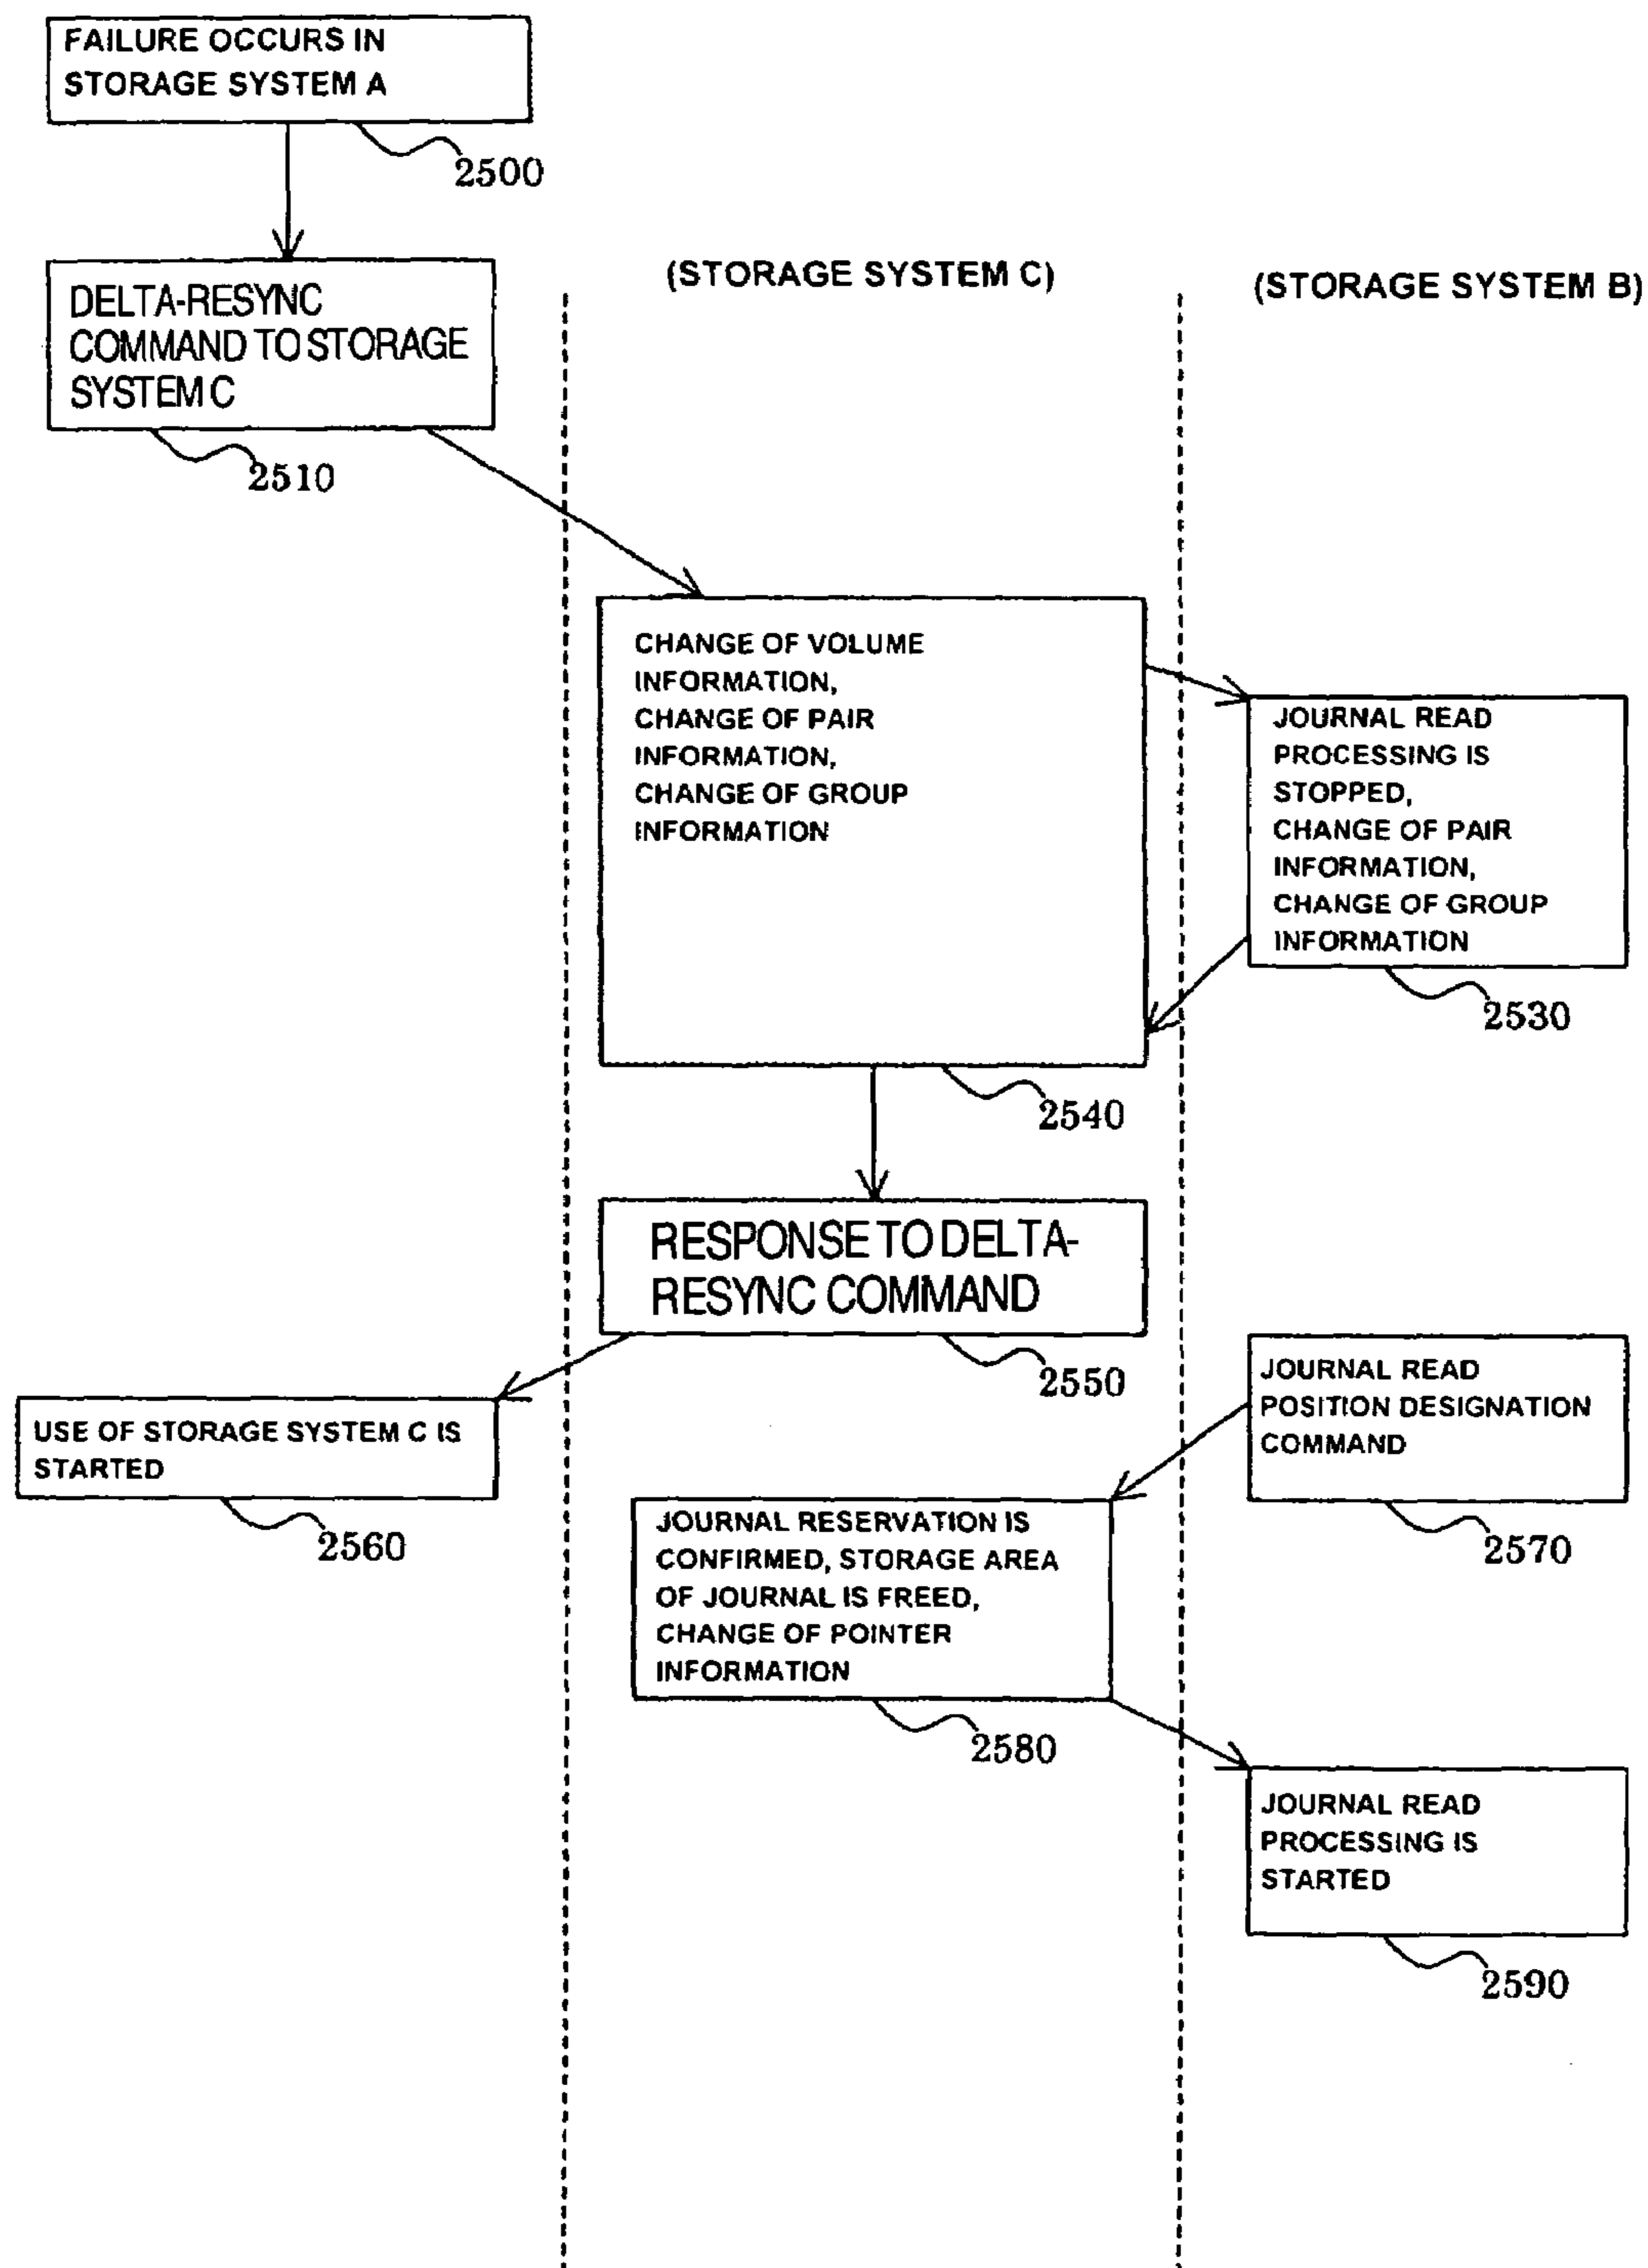 FAILURE OCCURS IN
STORAGE SYSTEM A
2500
DELTA-RESYNC
COMMAND TO STORAGE
SYSTEM C
2510
(STORAGE SYSTEM C)
(STORAGE SYSTEM B)
CHANGE OF VOLUME
INFORMATION,
CHANGE OF PAIR
INFORMATION,
CHANGE OF GROUP
INFORMATION
2540
JOURNAL READ
PROCESSING IS
STOPPED,
CHANGE OF PAIR
INFORMATION,
CHANGE OF GROUP
INFORMATION
2530
RESPONSE TO DELTA-
RESYNC COMMAND
2550
USE OF STORAGE SYSTEM C IS
STARTED
2560
JOURNAL READ
POSITION DESIGNATION
COMMAND
2570
JOURNAL RESERVATION IS
CONFIRMED, STORAGE AREA
OF JOURNAL IS FREED,
CHANGE OF POINTER
INFORMATION
2580
JOURNAL READ
PROCESSING IS
STARTED
2590